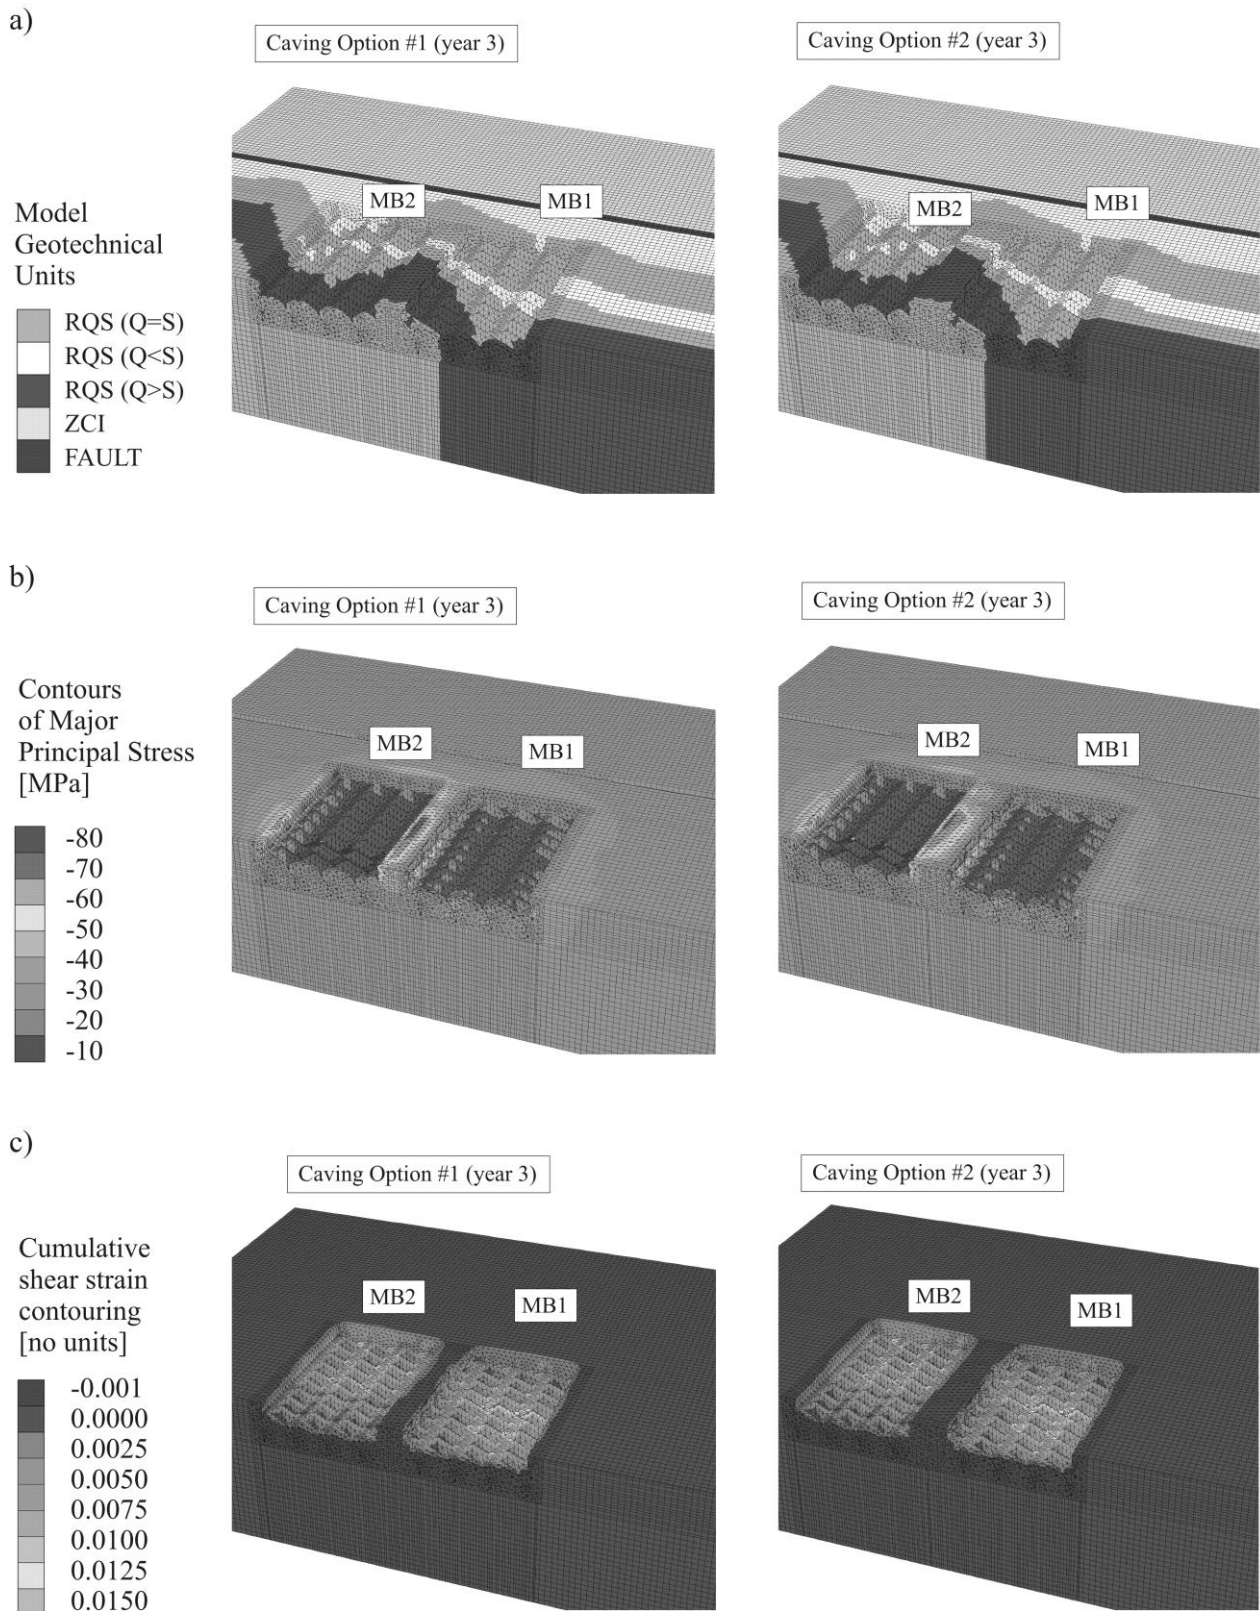 a)
Caving Option #1 (year 3)
Caving Option #2 (year 3)
MB2
MB1
MB2
MB1
Model
Geotechnical
Units
RQS (Q=S)
RQS (Q<S)
RQS (Q>S)
ZCI
FAULT
b)
Caving Option #1 (year 3)
Caving Option #2 (year 3)
MB2
MB1
MB2
MB1
Contours
of Major
Principal Stress
[MPa]
-80
-70
-60
-50
-40
-30
-20
-10
c)
Caving Option #1 (year 3)
Caving Option #2 (year 3)
MB2
MB1
MB2
MB1
Cumulative
shear strain
contouring
[no units]
-0.001
0.0000
0.0025
0.0050
0.0075
0.0100
0.0125
0.0150